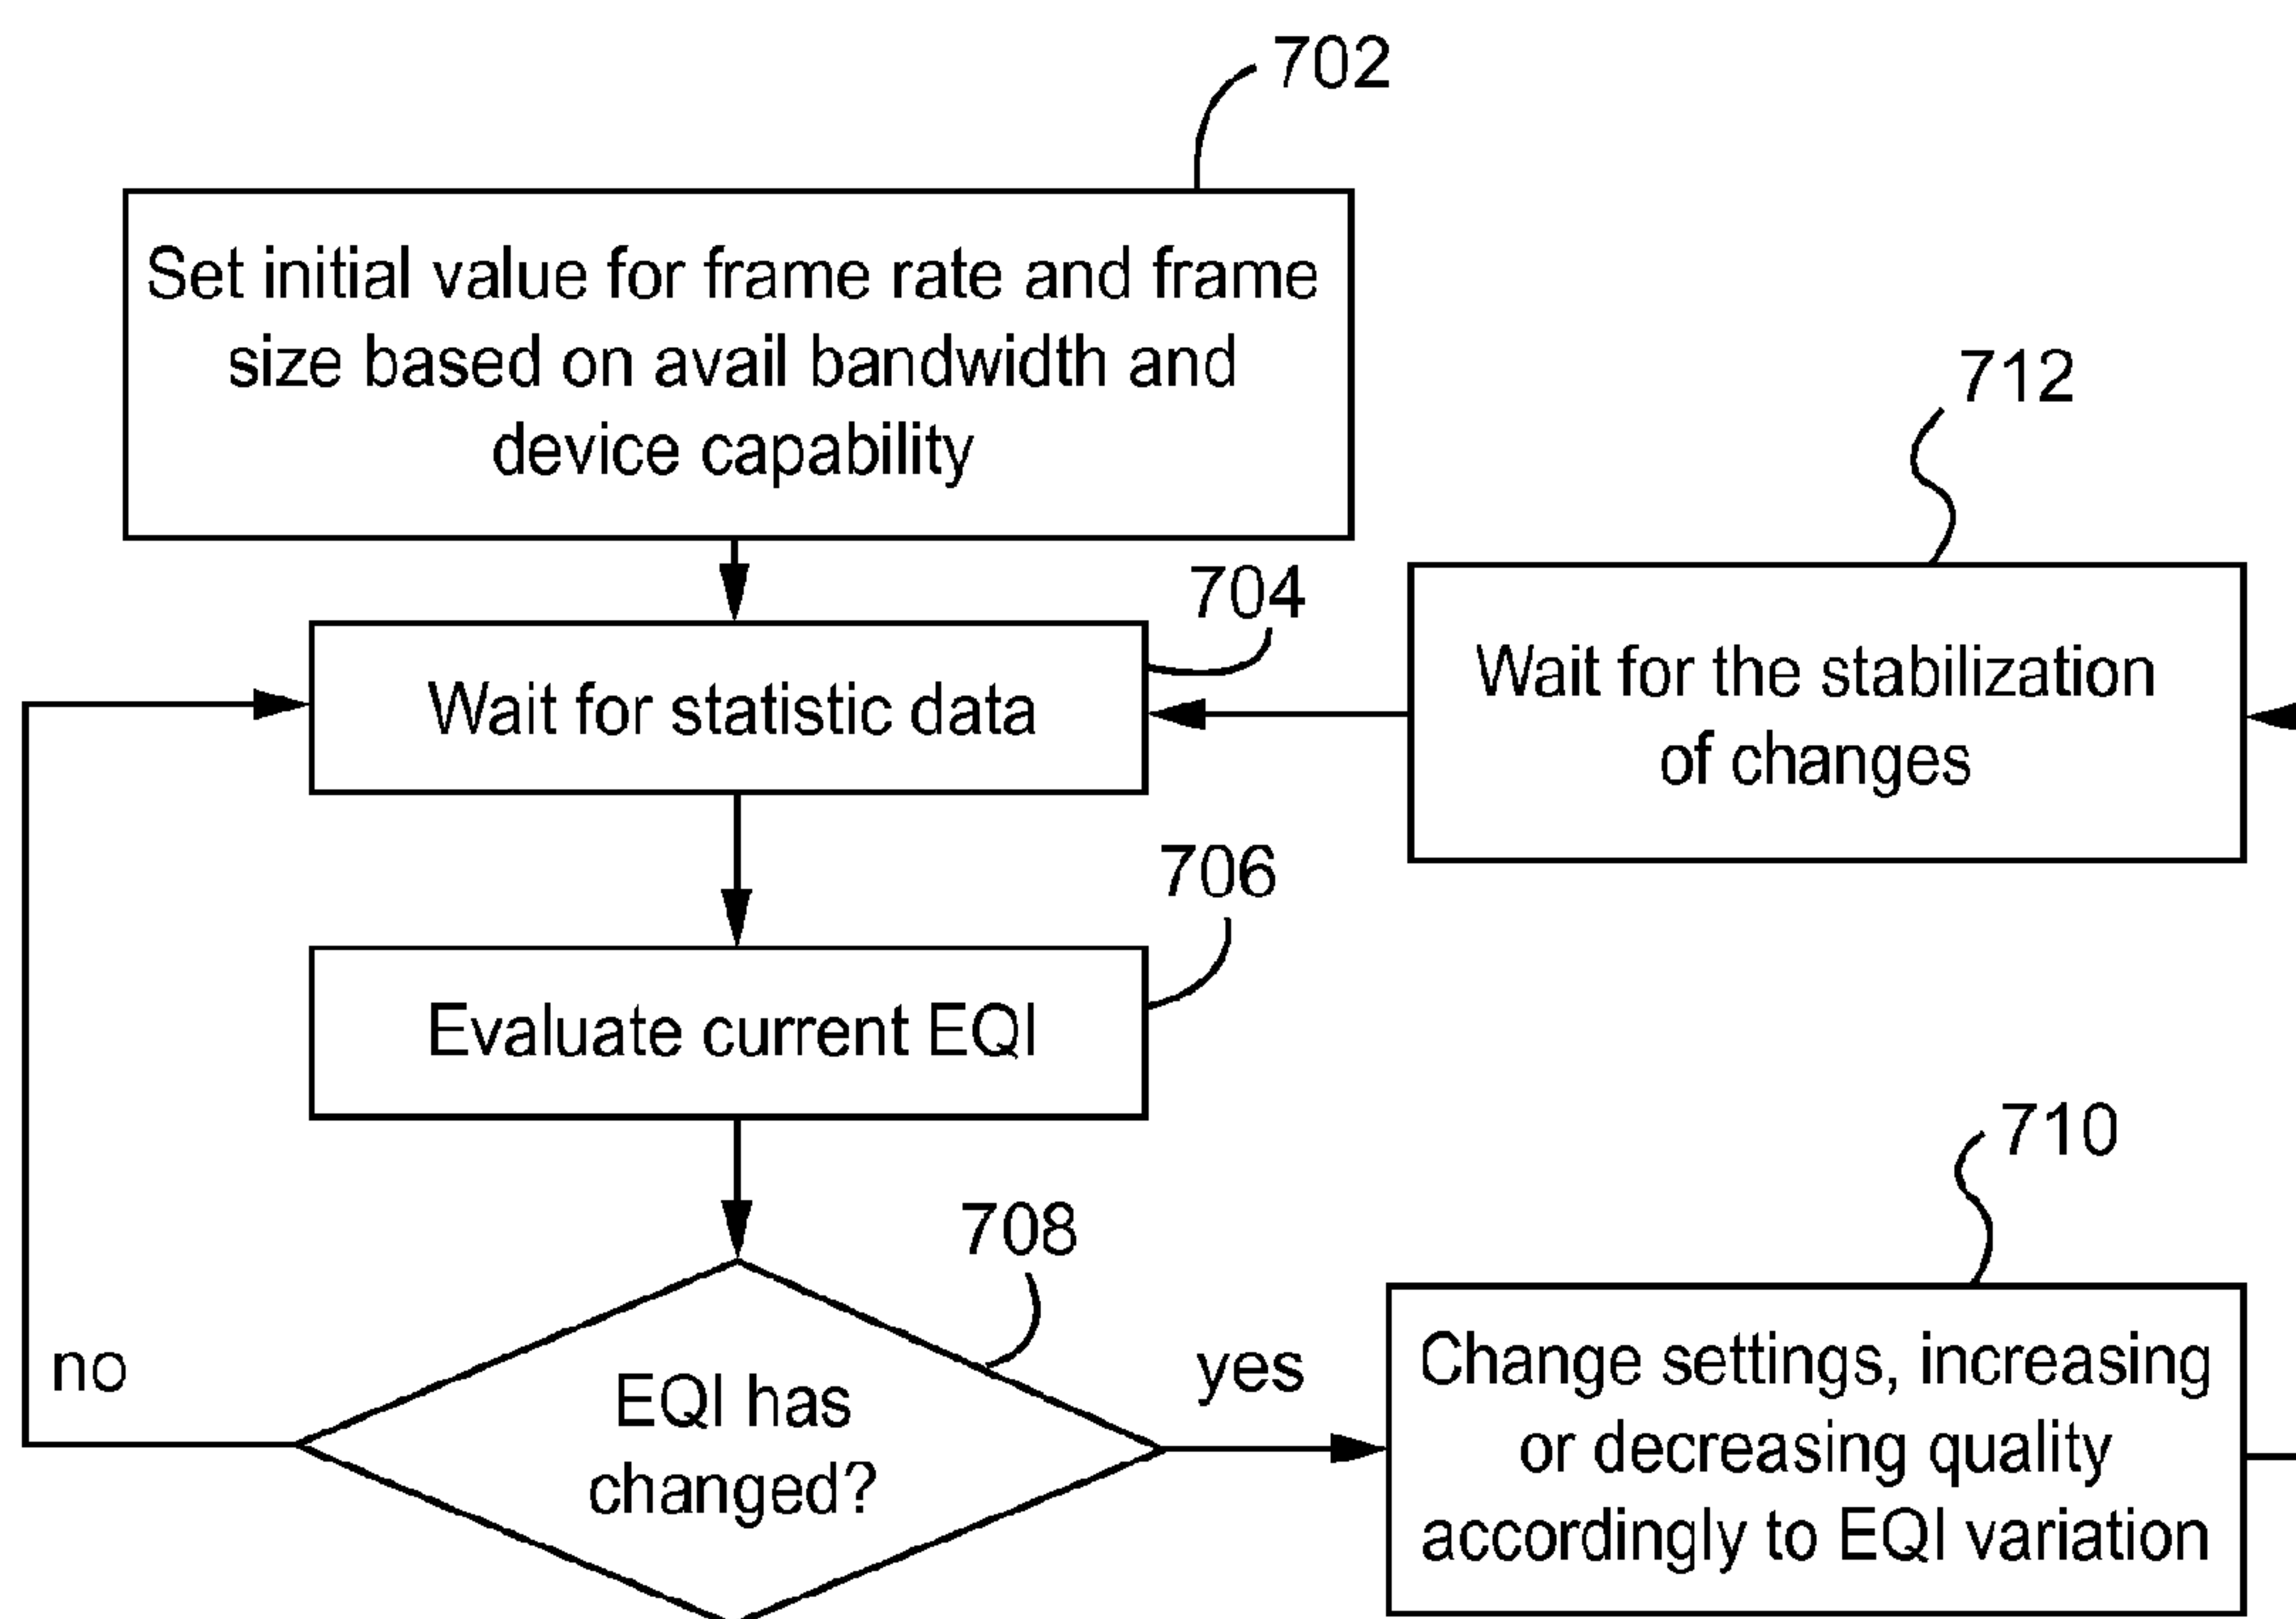 702
Set initial value for frame rate and frame
size based on avail bandwidth and
device capability
712
704
Wait for statistic data
Wait for the stabilization
of changes
706
Evaluate current EQI
710
708
no
EQI has
changed?
yes
Change settings, increasing
or decreasing quality
accordingly to EQI variation